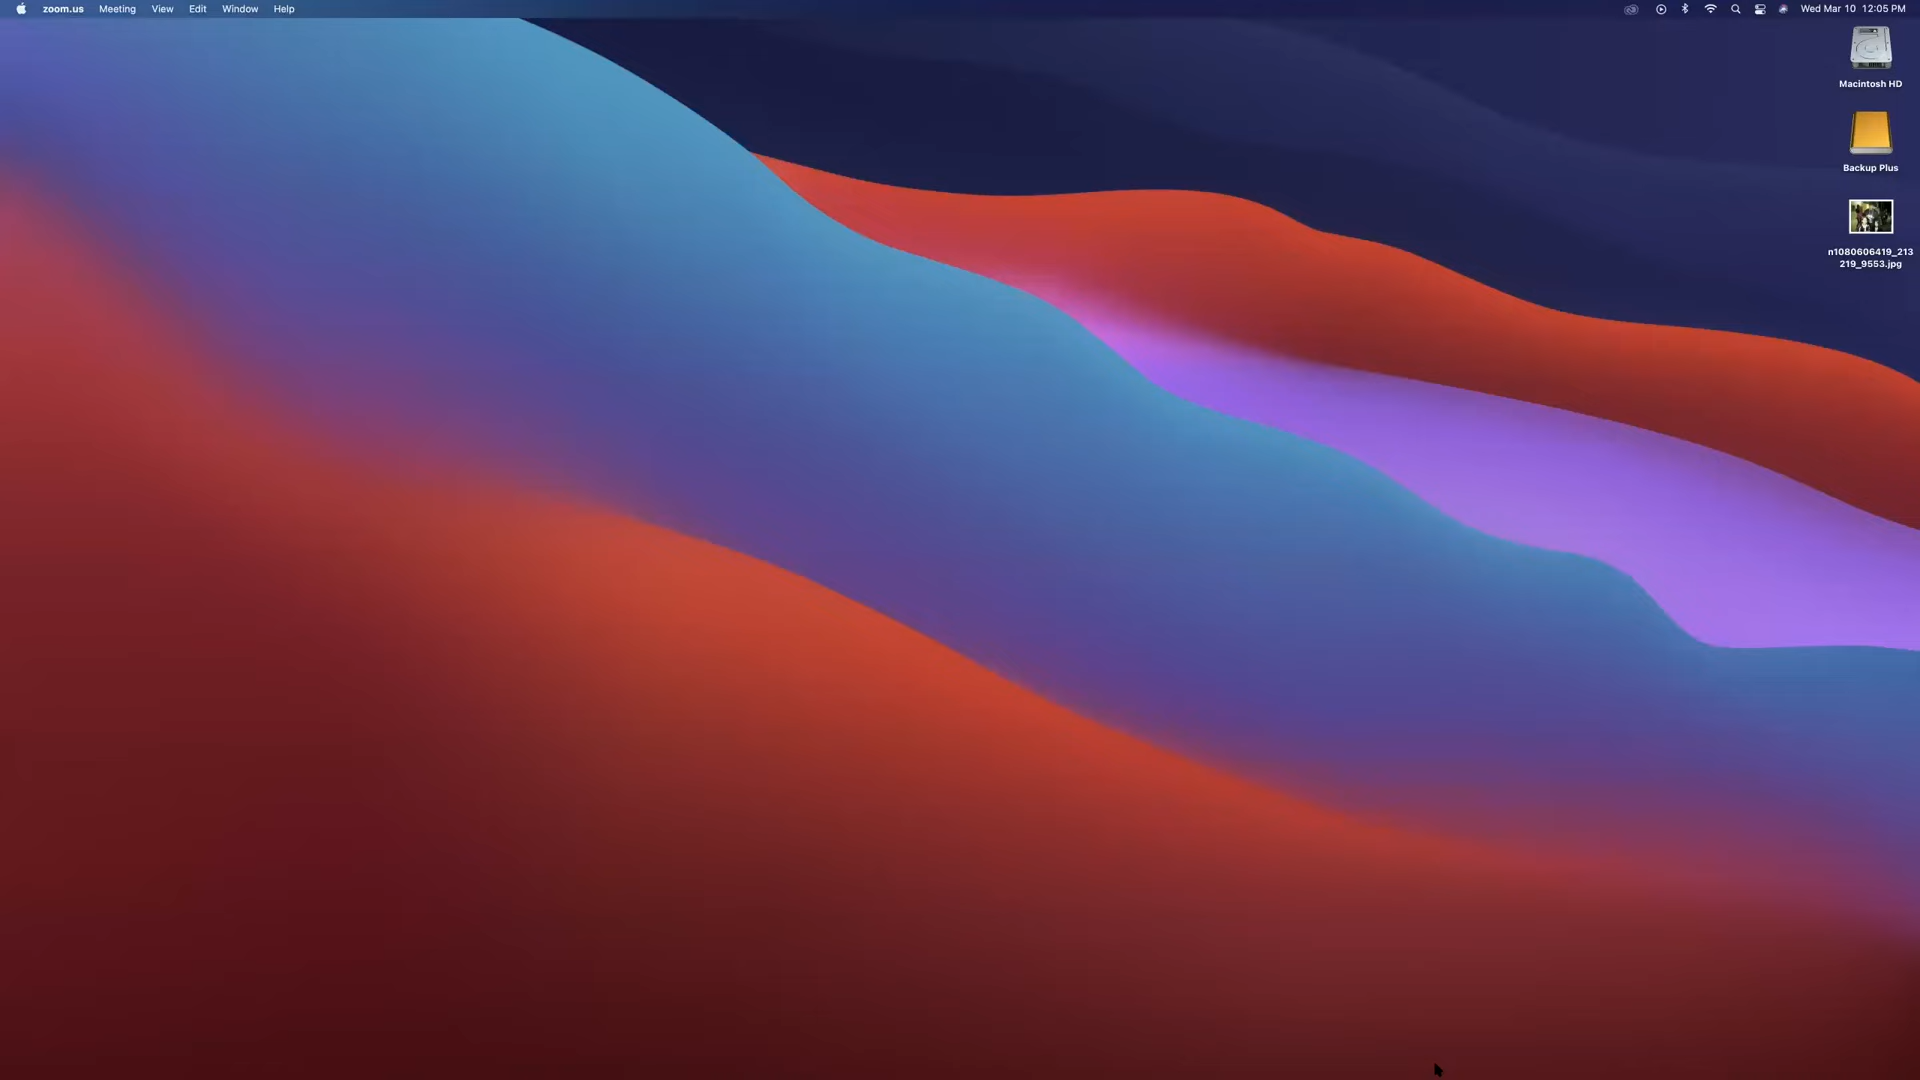 zoom.us Meeting View Edit Window Help Wed Mar 10 12:05 PM
Macintosh HD
Backup Plus
n1080606419_213
219_9553.jpg